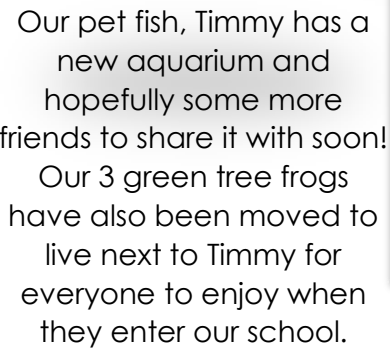 Our pet fish, Timmy has a
new aquarium and
hopefully some more
friends to share it with soon!
Our 3 green tree frogs
have also been moved to
live next to Timmy for
everyone to enjoy when
they enter our school.